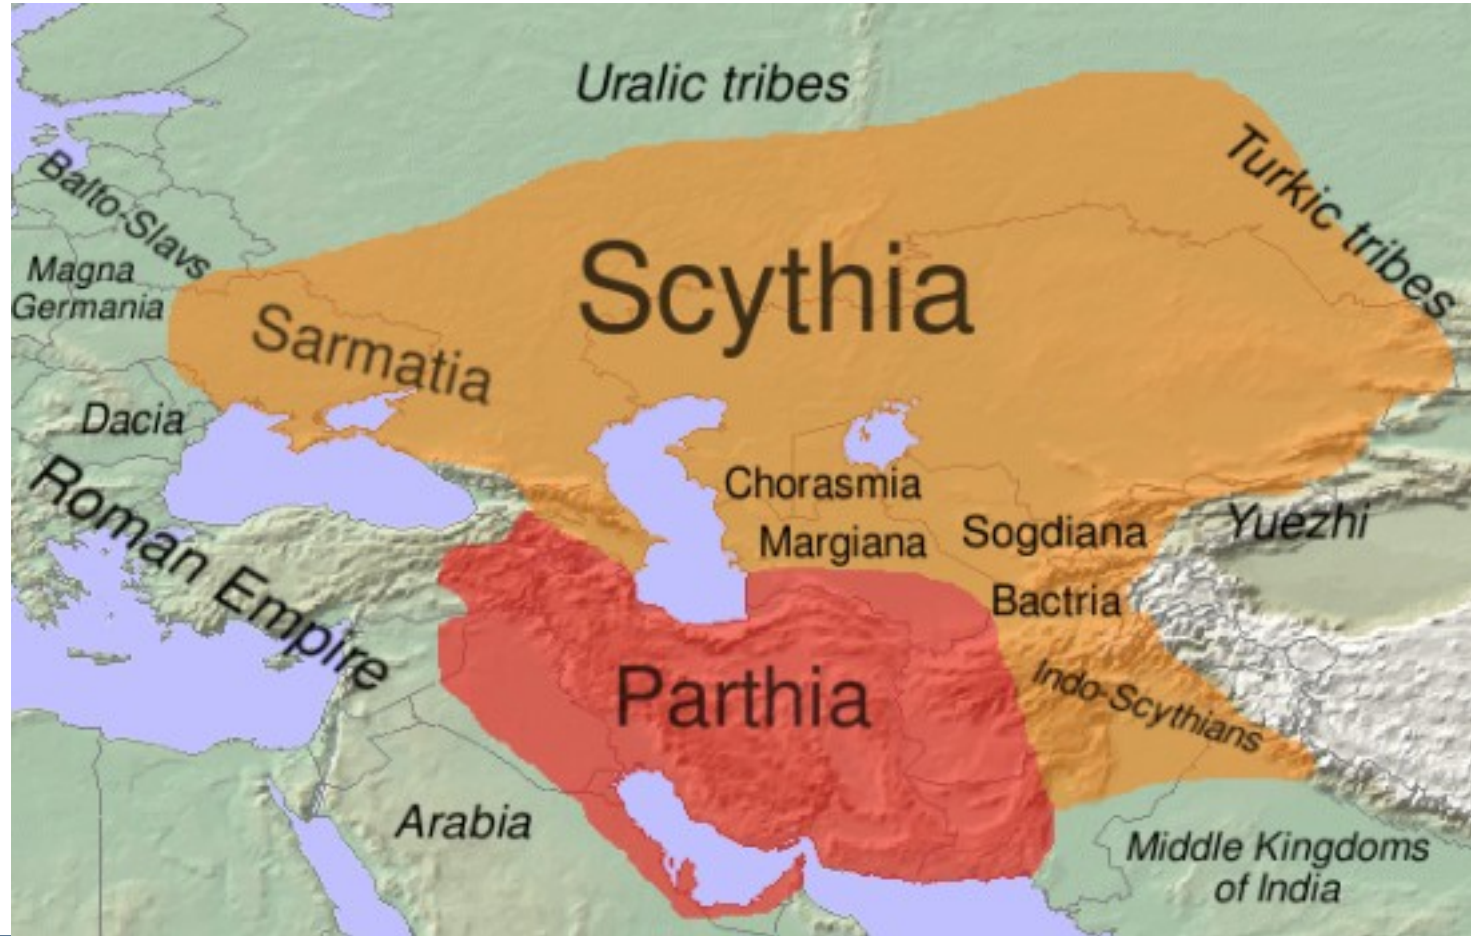 Uralic tribes
Turkic tribes
Balto-Slavs
Magna
Germania
Scythia
Sarmatia
Dacia
Roman Empire
Chorasmia
Margiana
Sogdiana
Yuezhi
Bactria
Parthia
Indo-Scythians
Arabia
Middle Kingdoms
of India